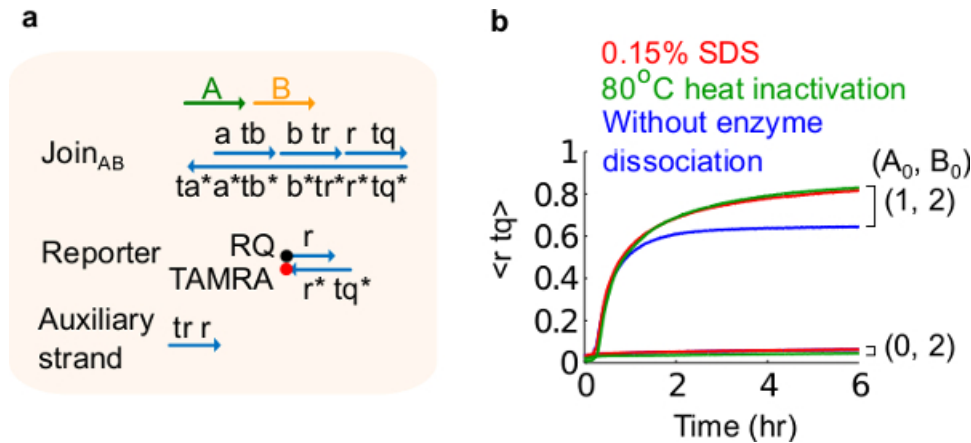 a
A B
a tb b tr r tq
Join_AB
ta*a*tb* b*tr*r*tq*
RQ r
Reporter
TAMRA
r* tq*
Auxiliary
strand
tr r
b
0.15% SDS
80°C heat inactivation
Without enzyme
dissociation
(A₀, B₀)
(1, 2)
(0, 2)
<r tq>
1
0.8
0.6
0.4
0.2
0
0 2 4 6
Time (hr)